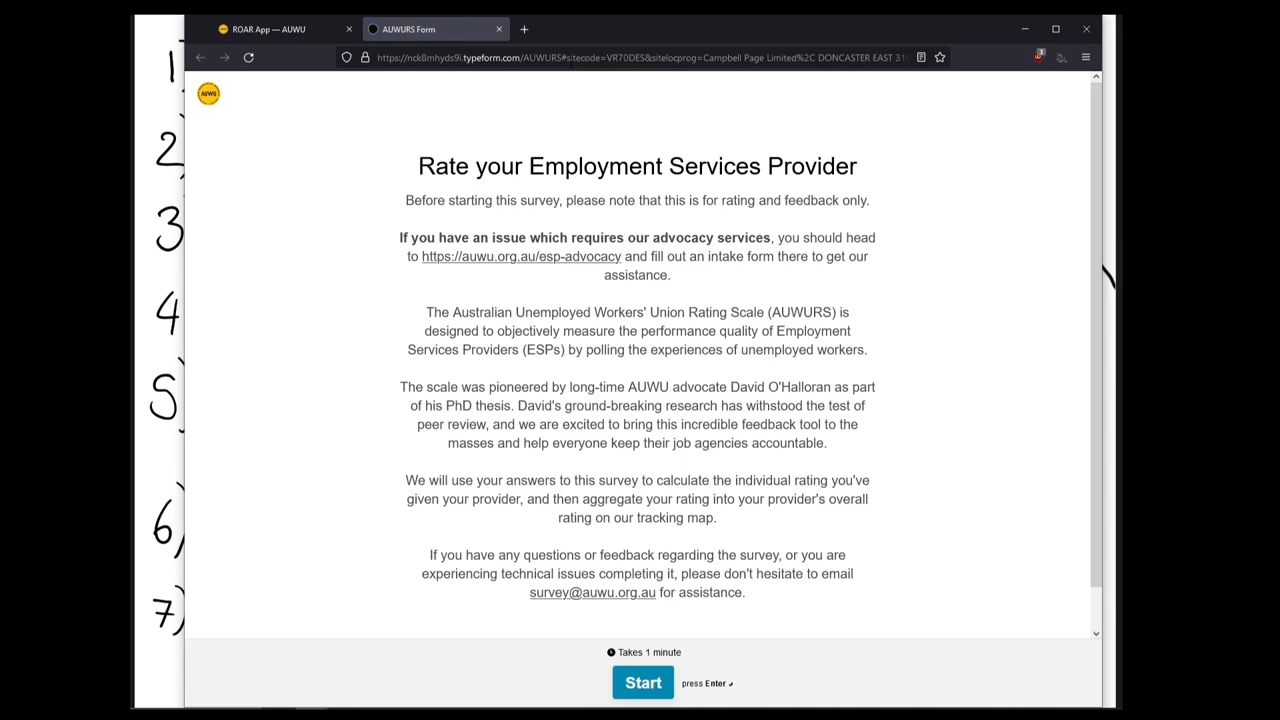 ROAR App — AUWU
AUWURS Form
https://nck8mhyds9i.typeform.com/AUWURS#sitecode=VR70DES&sitelocprog=Campbell Page Limited%2C DONCASTER EAST 31
3
AUWU
1)
2)
3
4
5)
6)
7)
Rate your Employment Services Provider
Before starting this survey, please note that this is for rating and feedback only.
If you have an issue which requires our advocacy services, you should head
to https://auwu.org.au/esp-advocacy and fill out an intake form there to get our
assistance.
The Australian Unemployed Workers' Union Rating Scale (AUWURS) is
designed to objectively measure the performance quality of Employment
Services Providers (ESPs) by polling the experiences of unemployed workers.
The scale was pioneered by long-time AUWU advocate David O'Halloran as part
of his PhD thesis. David's ground-breaking research has withstood the test of
peer review, and we are excited to bring this incredible feedback tool to the
masses and help everyone keep their job agencies accountable.
We will use your answers to this survey to calculate the individual rating you've
given your provider, and then aggregate your rating into your provider's overall
rating on our tracking map.
If you have any questions or feedback regarding the survey, or you are
experiencing technical issues completing it, please don't hesitate to email
survey@auwu.org.au for assistance.
Takes 1 minute
Start
press Enter ↵